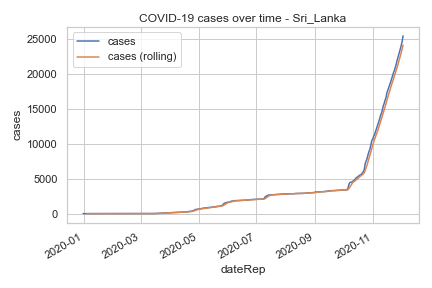 COVID-19 cases over time - Sri_Lanka
cases
cases (rolling)
25000
20000
15000
10000
5000
0
cases
2020-01
2020-03
2020-05
2020-07
2020-09
2020-11
dateRep